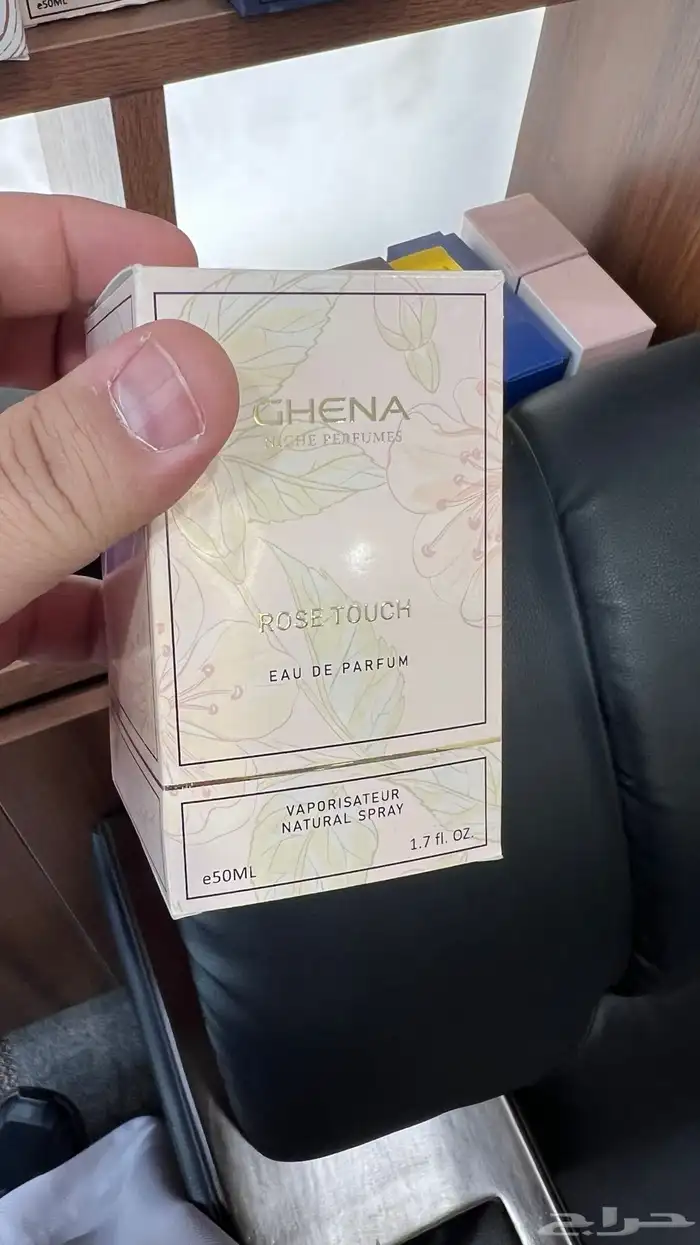 e50ML
GHENA
NICHE PERFUMES
ROSE TOUCH
EAU DE PARFUM
VAPORISATEUR
NATURAL SPRAY
1.7 fl. OZ.
e50ML
حراج